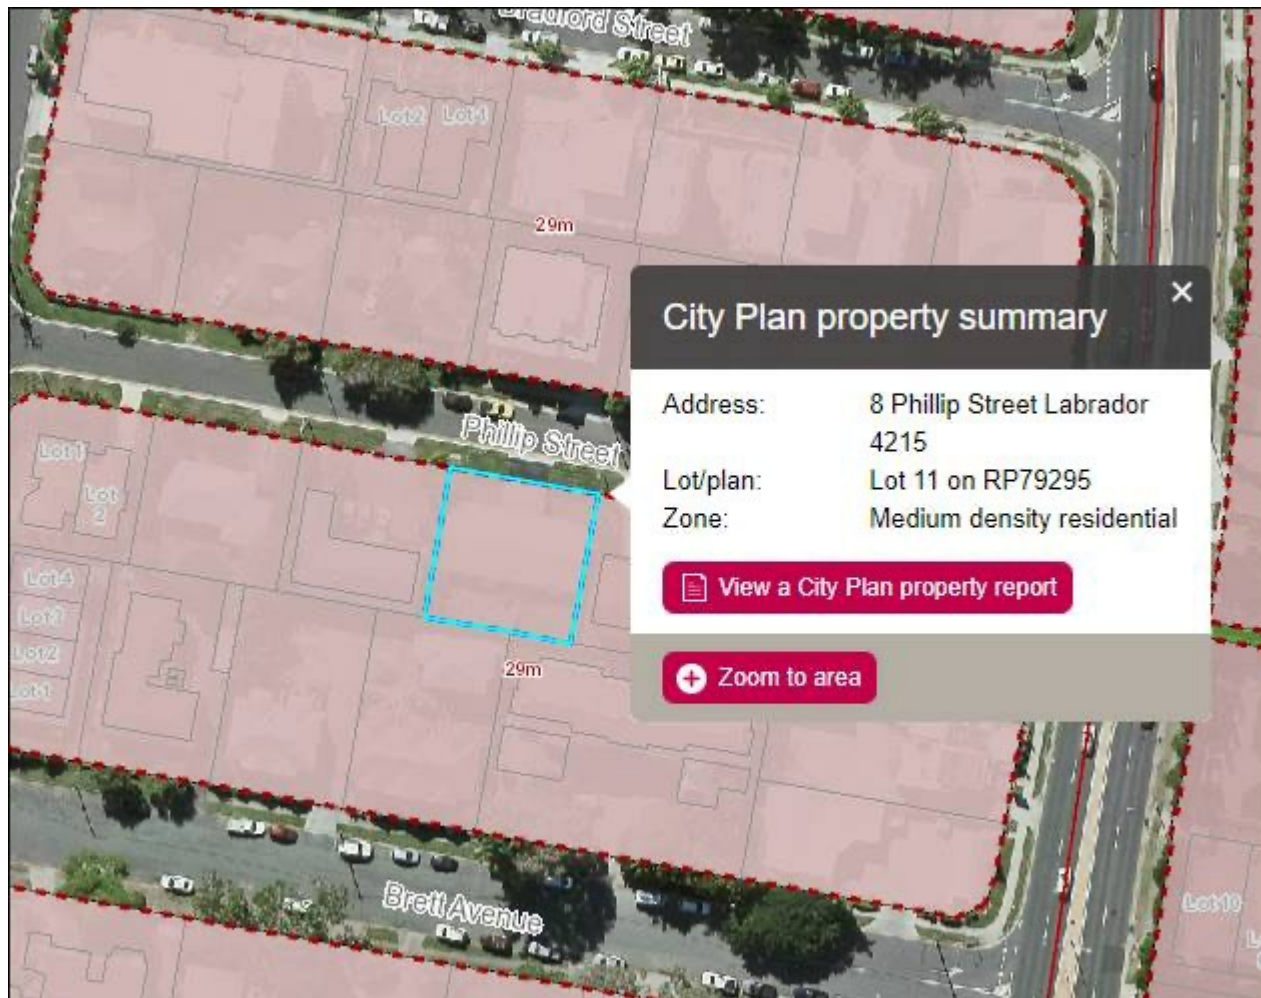 Bradford Street
Lot 2
Lot 1
29m
City Plan property summary
Address: 8 Phillip Street Labrador
4215
Lot/plan: Lot 11 on RP79295
Zone: Medium density residential
View a City Plan property report
Zoom to area
Phillip Street
Lot 1
Lot
2
Lot 4
Lot 3
Lot 2
Lot 1
29m
Brett Avenue
Lot 10